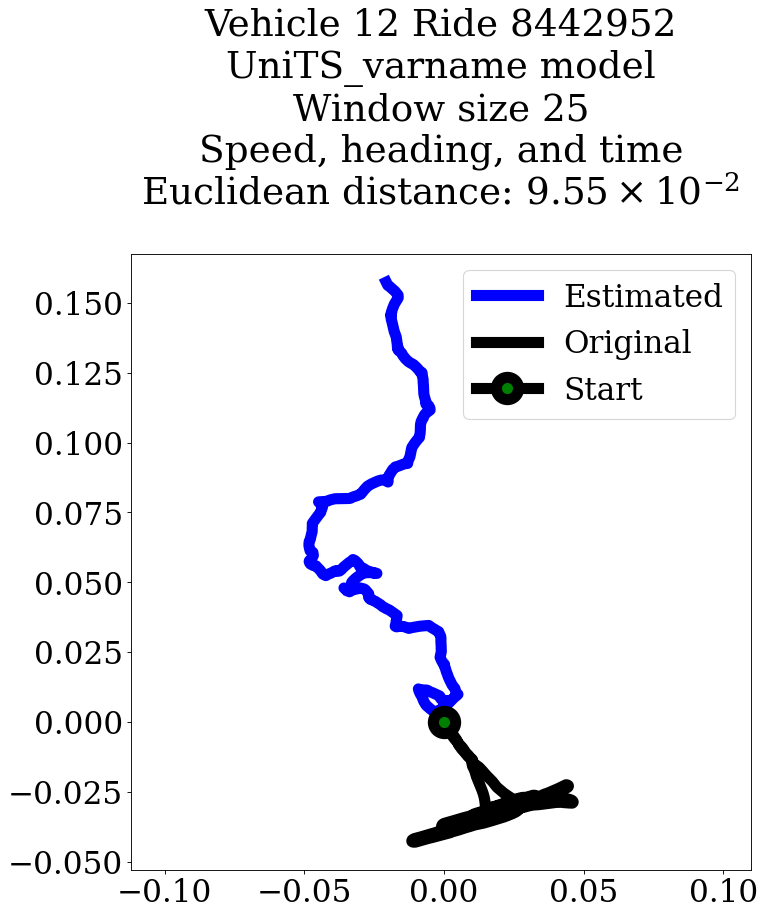 Vehicle 12 Ride 8442952
UniTS_varname model
Window size 25
Speed, heading, and time
Euclidean distance: 9.55 × 10⁻²
Estimated
Original
Start
0.150
0.125
0.100
0.075
0.050
0.025
0.000
−0.025
−0.050
−0.10 −0.05 0.00 0.05 0.10